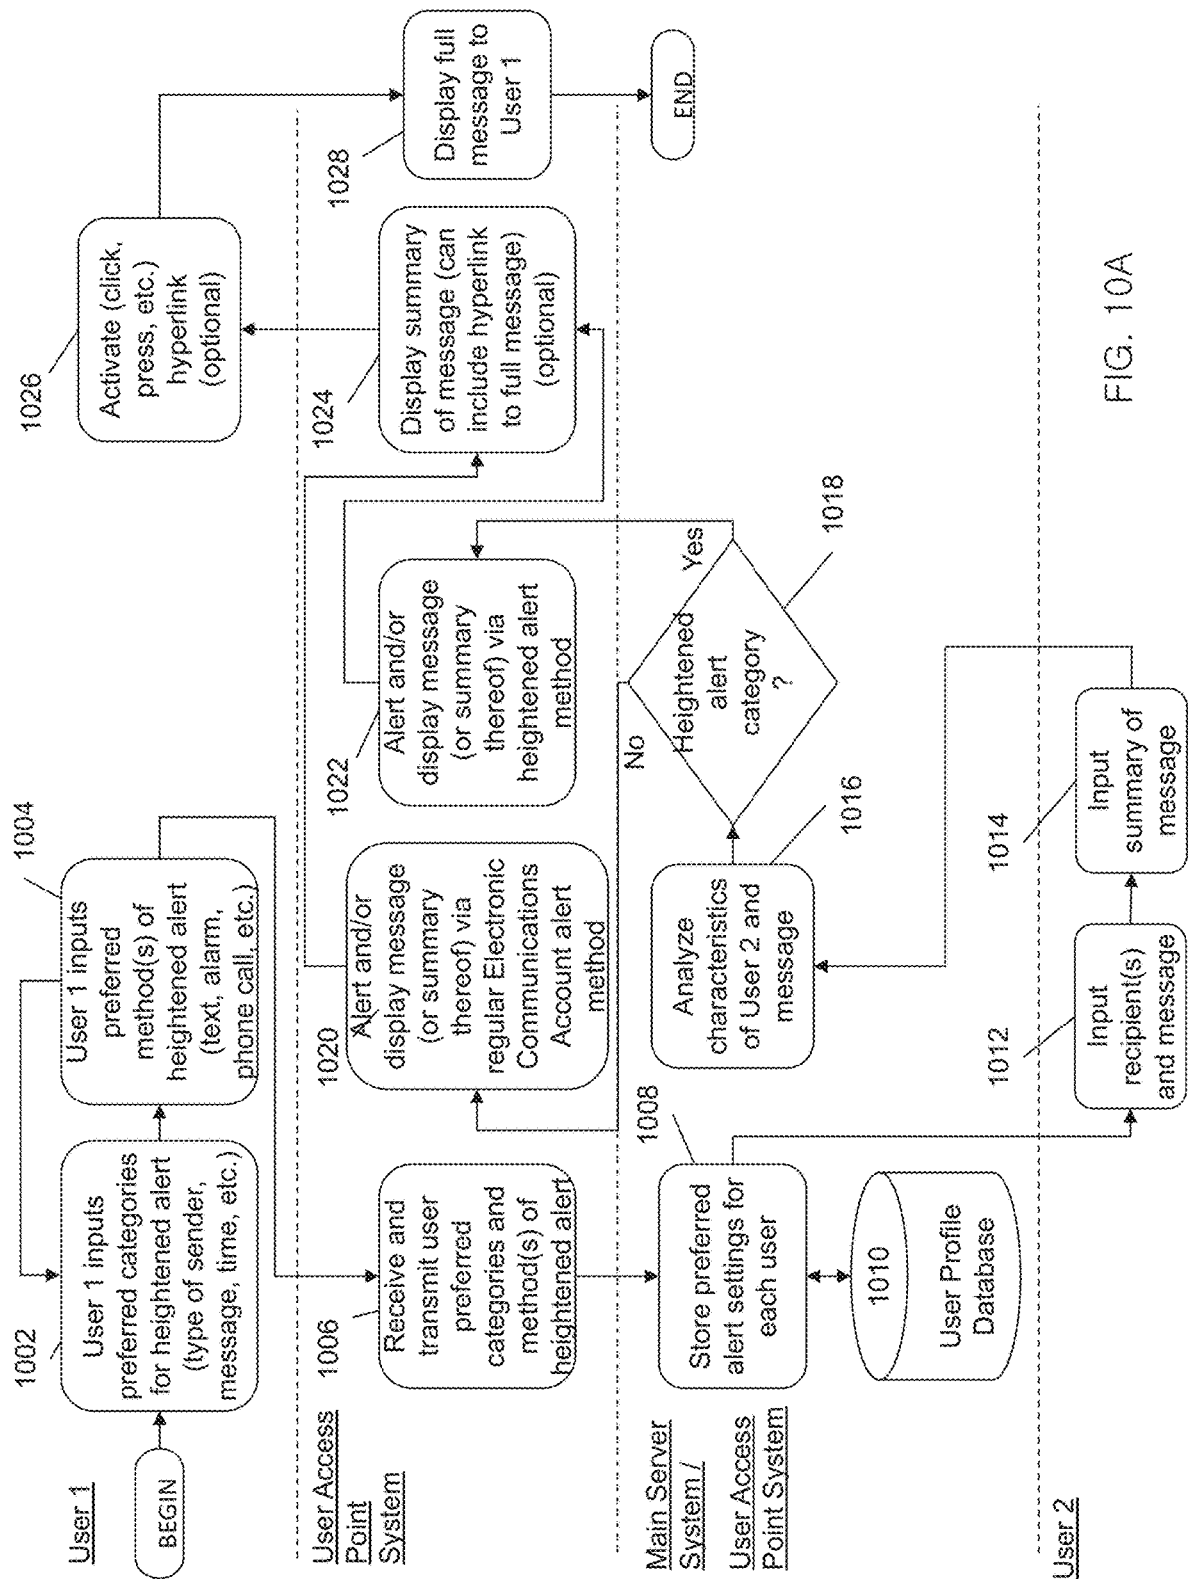 User 1
BEGIN
1002
User 1 inputs
preferred categories
for heightened alert
(type of sender,
message, time, etc.)
1004
User 1 inputs
preferred
method(s) of
heightened alert
(text, alarm,
phone call, etc.)
1026
Activate (click,
press, etc.)
hyperlink
(optional)
User Access
Point
System
1006
Receive and
transmit user
preferred
categories and
method(s) of
heightened alert
1020
Alert and/or
display message
(or summary
thereof) via
regular Electronic
Communications
Account alert
method
1022
Alert and/or
display message
(or summary
thereof) via
heightened alert
method
1024
Display summary
of message (can
include hyperlink
to full message)
(optional)
1028
Display full
message to
User 1
Main Server
System /
User Access
Point System
1008
Store preferred
alert settings for
each user
1010
User Profile
Database
1016
Analyze
characteristics
of User 2 and
message
No
Yes
1018
Heightened
alert
category
?
END
User 2
1012
Input
recipient(s)
and message
1014
Input
summary of
message
FIG. 10A